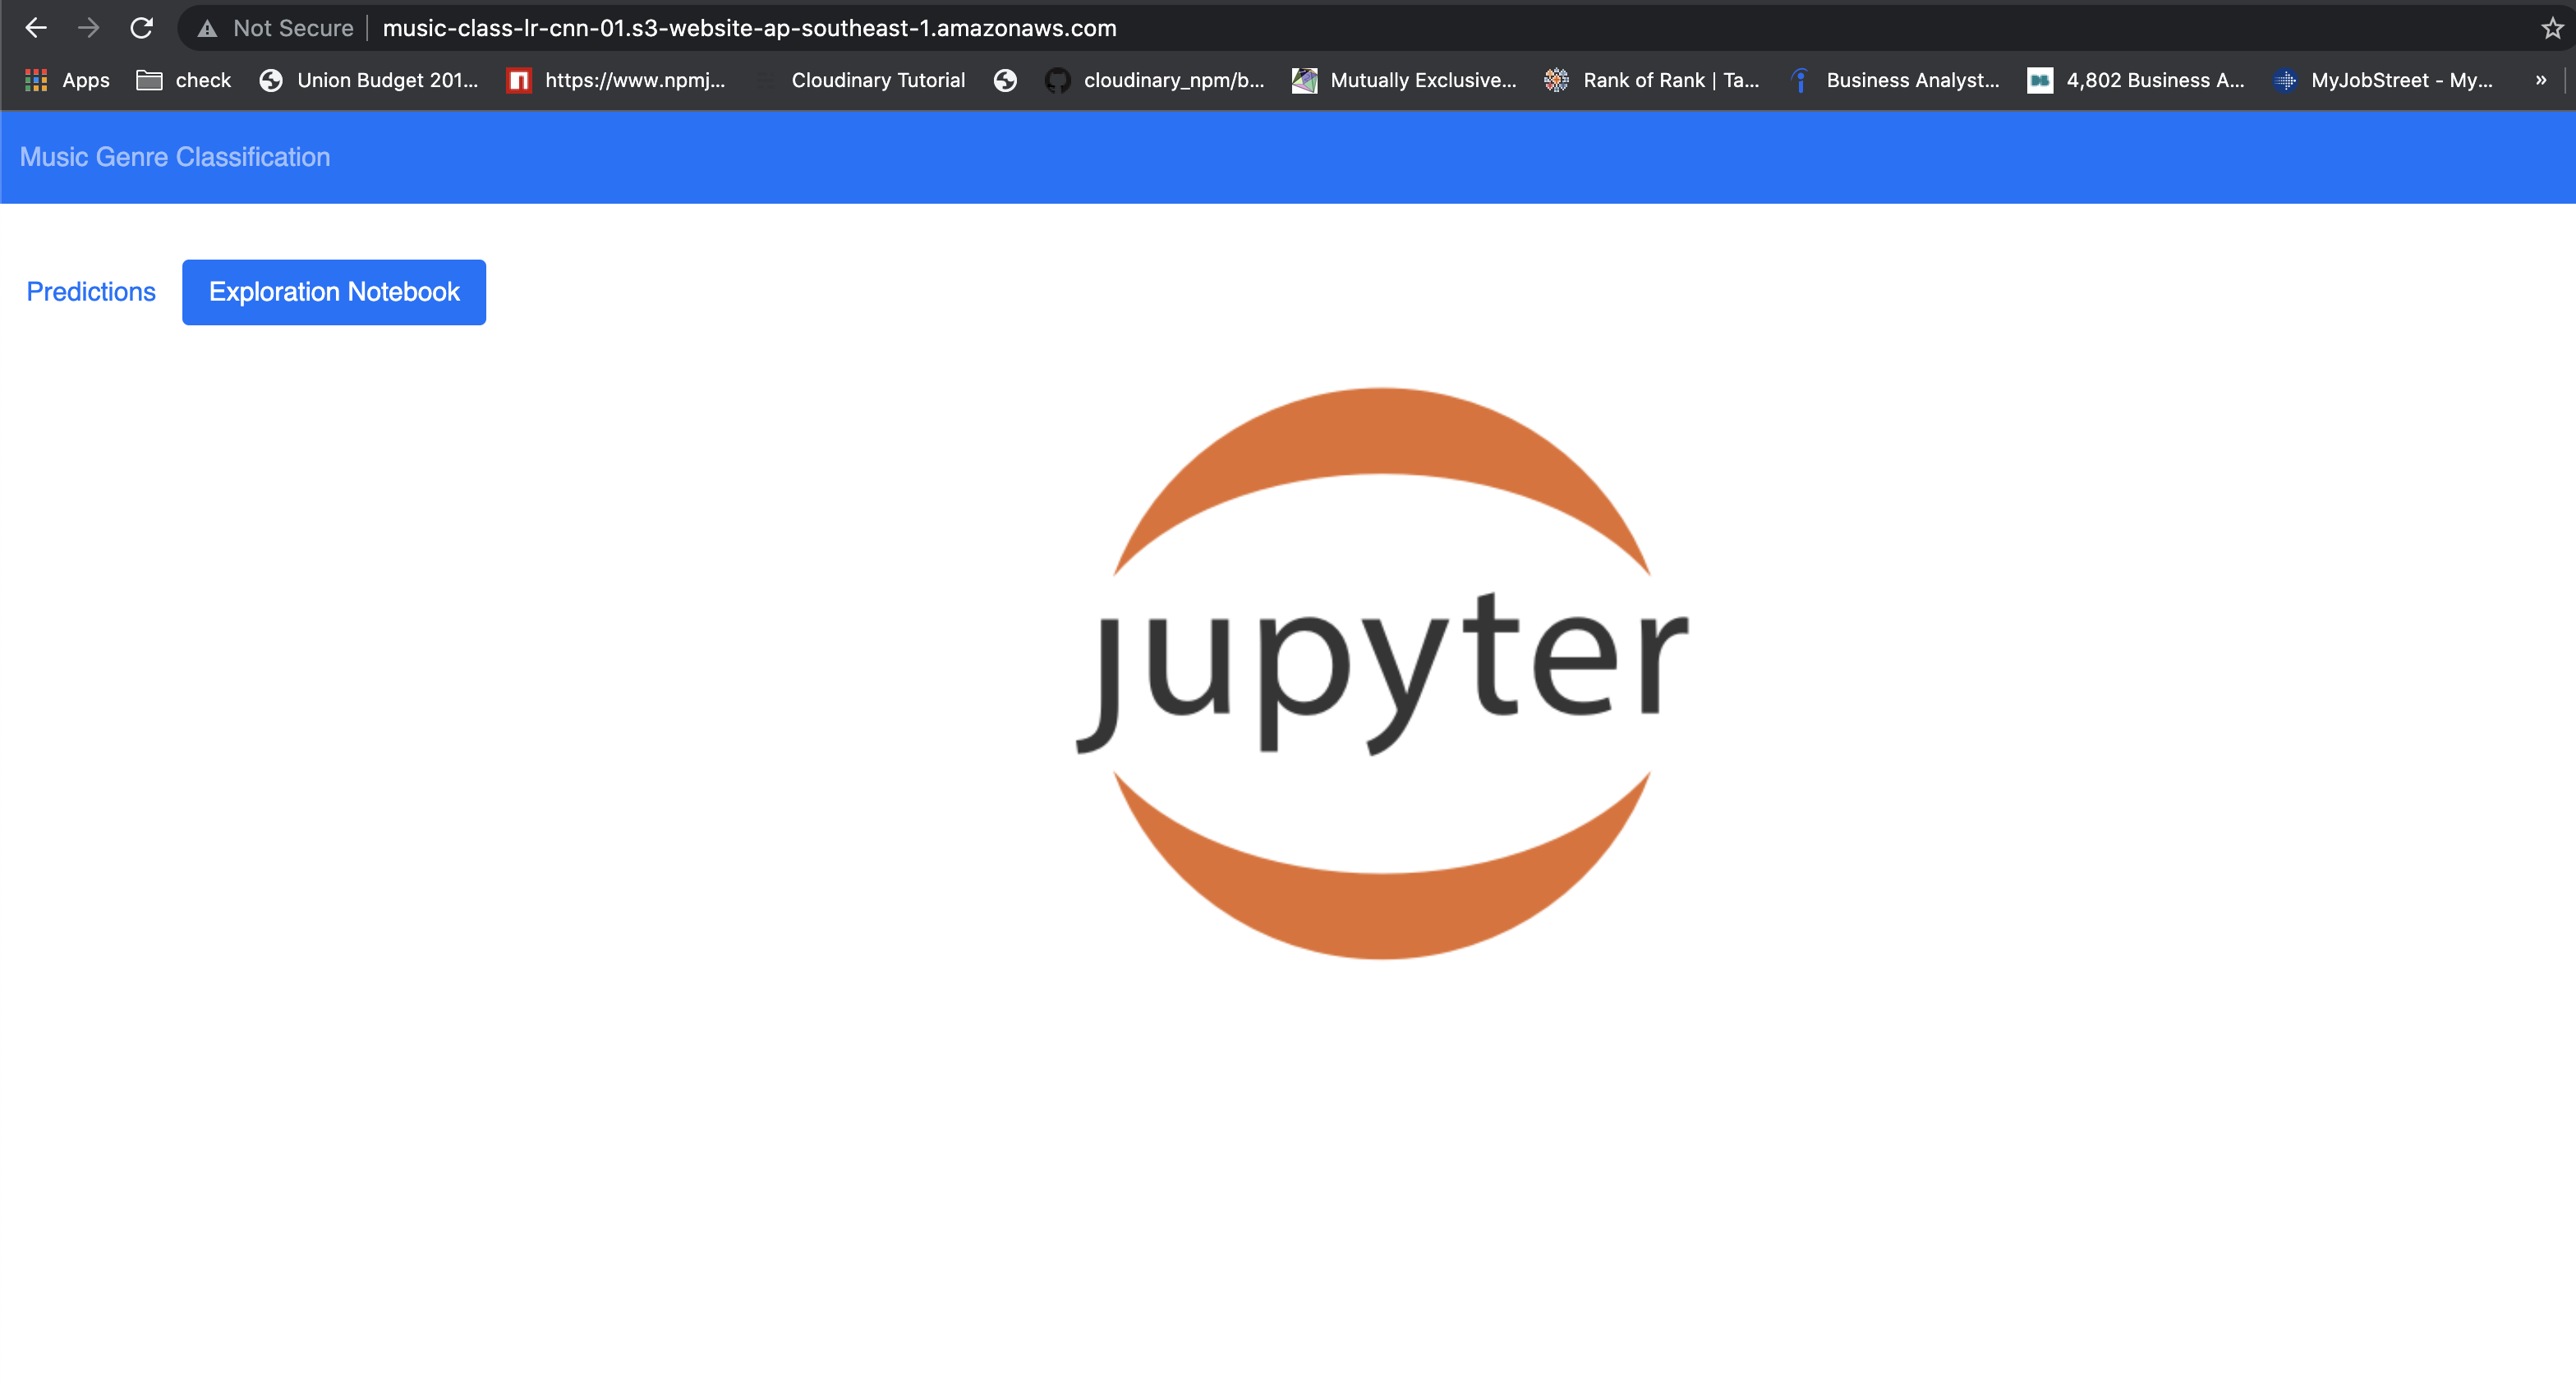 Not Secure music-class-lr-cnn-01.s3-website-ap-southeast-1.amazonaws.com
Apps check Union Budget 201... https://www.npmj... Cloudinary Tutorial cloudinary_npm/b... Mutually Exclusive... Rank of Rank | Ta... Business Analyst... 4,802 Business A... MyJobStreet - My... »
Music Genre Classification
Predictions Exploration Notebook
jupyter